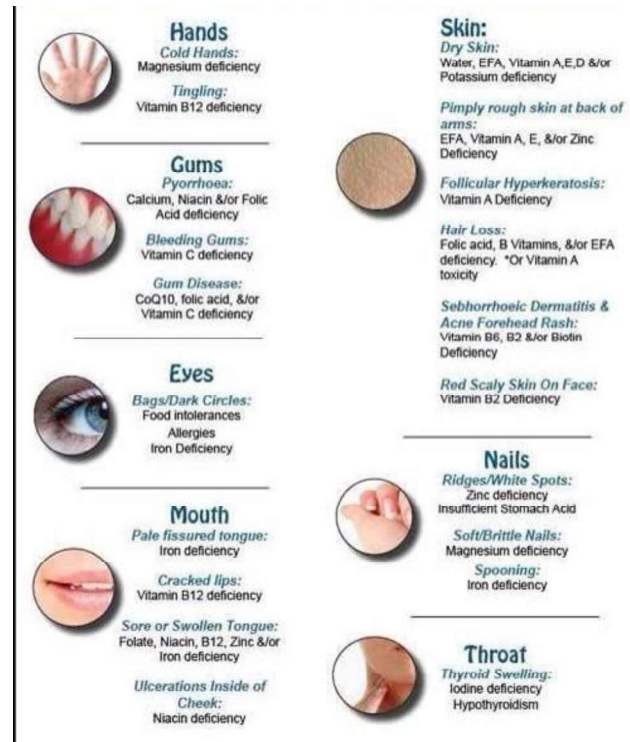 Hands
Cold Hands:
Magnesium deficiency
Tingling:
Vitamin B12 deficiency
Gums
Pyorrhoea:
Calcium, Niacin &/or Folic
Acid deficiency
Bleeding Gums:
Vitamin C deficiency
Gum Disease:
CoQ10, folic acid, &/or
Vitamin C deficiency
Eyes
Bags/Dark Circles:
Food intolerances
Allergies
Iron Deficiency
Mouth
Pale fissured tongue:
Iron deficiency
Cracked lips:
Vitamin B12 deficiency
Sore or Swollen Tongue:
Folate, Niacin, B12, Zinc &/or
Iron deficiency
Ulcerations Inside of
Cheek:
Niacin deficiency
Skin:
Dry Skin:
Water, EFA, Vitamin A,E,D &/or
Potassium deficiency
Pimply rough skin at back of
arms:
EFA, Vitamin A, E, &/or Zinc
Deficiency
Follicular Hyperkeratosis:
Vitamin A Deficiency
Hair Loss:
Folic acid, B Vitamins, &/or EFA
deficiency. *Or Vitamin A
toxicity
Sebhorrhoeic Dermatitis &
Acne Forehead Rash:
Vitamin B6, B2 &/or Biotin
Deficiency
Red Scaly Skin On Face:
Vitamin B2 Deficiency
Nails
Ridges/White Spots:
Zinc deficiency
Insufficient Stomach Acid
Soft/Brittle Nails:
Magnesium deficiency
Spooning:
Iron deficiency
Throat
Thyroid Swelling:
Iodine deficiency
Hypothyroidism